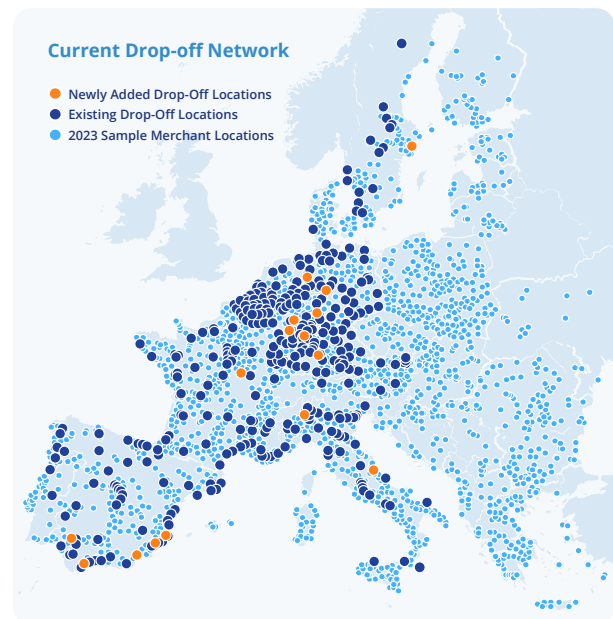 Current Drop-off Network
Newly Added Drop-Off Locations
Existing Drop-Off Locations
2023 Sample Merchant Locations